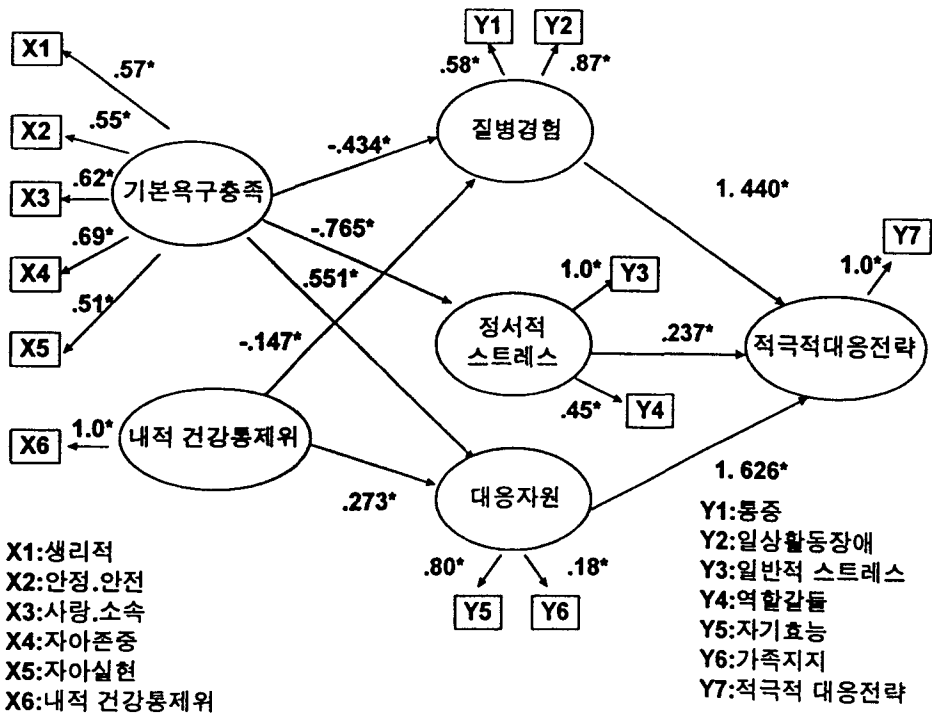 Y1
Y2
X1
.57*
.58*
.87*
X2
.55*
질병경험
-.434*
X3
.62*
기본욕구충족
1. 440*
.69*
-.765*
Y7
X4
.551*
1.0*
Y3
1.0*
.51*
정서적
스트레스
-.147*
.237*
적극적대응전략
X5
.45*
Y4
X6
1.0*
내적 건강통제위
1. 626*
.273*
대응자원
.80*
.18*
Y5
Y6
X1:생리적
X2:안정.안전
X3:사랑.소속
X4:자아존중
X5:자아실현
X6:내적 건강통제위
Y1:통증
Y2:일상활동장애
Y3:일반적 스트레스
Y4:역할갈등
Y5:자기효능
Y6:가족지지
Y7:적극적 대응전략